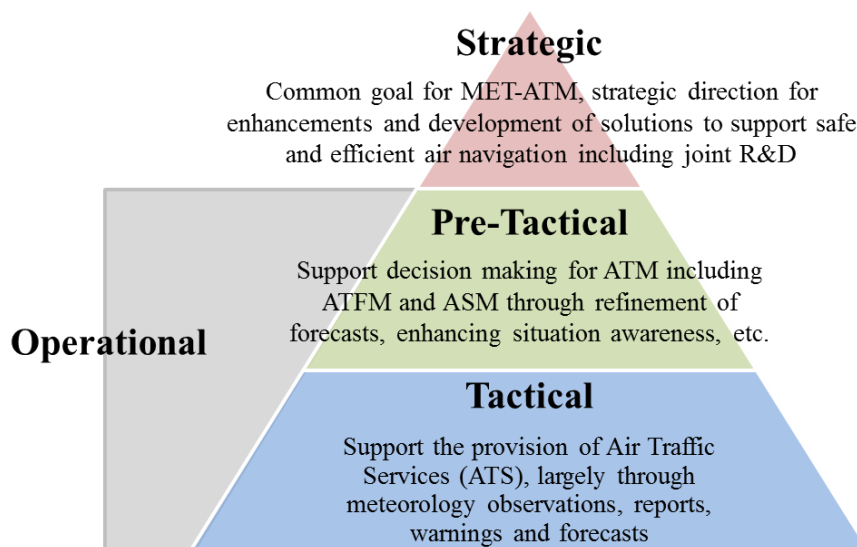 Strategic
Common goal for MET-ATM, strategic direction for
enhancements and development of solutions to support safe
and efficient air navigation including joint R&D
Pre-Tactical
Support decision making for ATM including
ATFM and ASM through refinement of
forecasts, enhancing situation awareness, etc.
Operational
Tactical
Support the provision of Air Traffic
Services (ATS), largely through
meteorology observations, reports,
warnings and forecasts